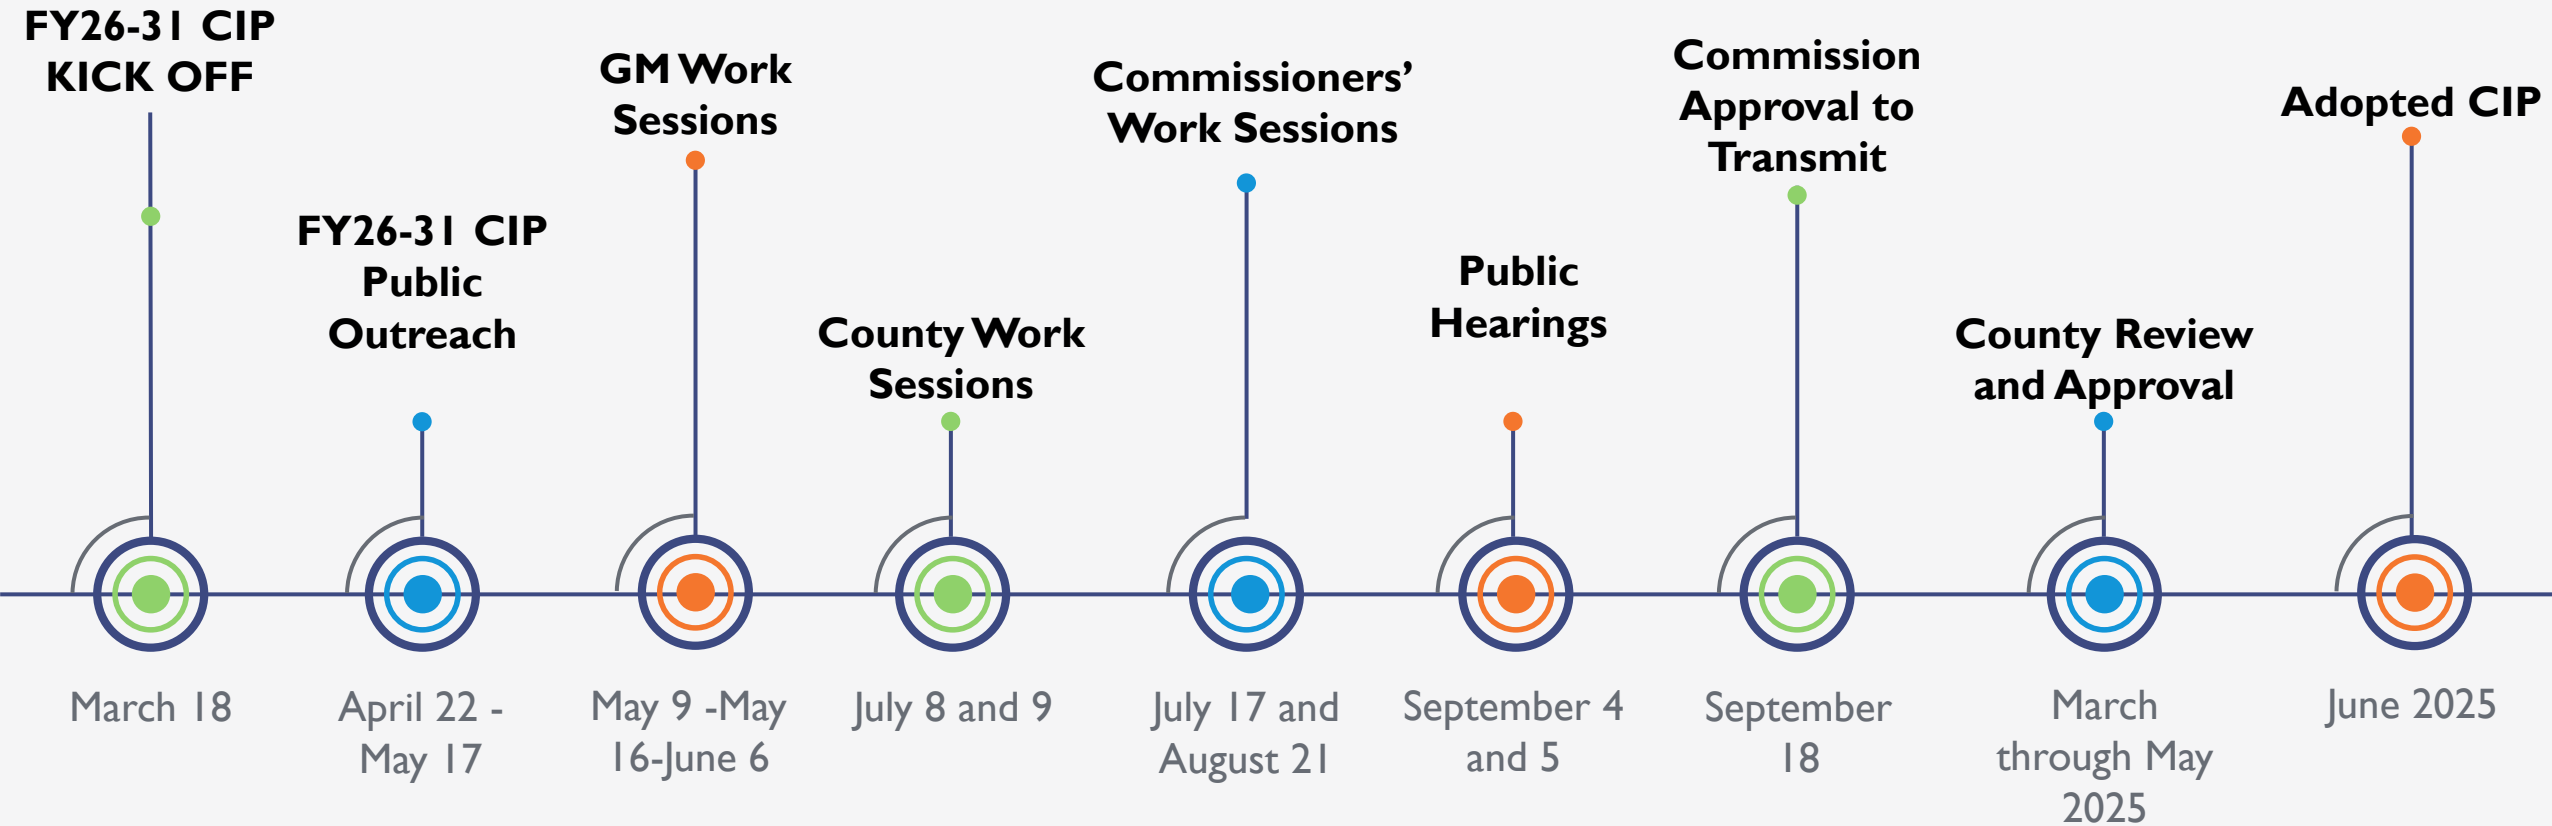 FY26-31 CIP
KICK OFF
March 18
FY26-31 CIP
Public
Outreach
April 22 -
May 17
GM Work
Sessions
May 9 -May
16-June 6
County Work
Sessions
July 8 and 9
Commissioners’
Work Sessions
July 17 and
August 21
Public
Hearings
September 4
and 5
Commission
Approval to
Transmit
September
18
County Review
and Approval
March
through May
2025
Adopted CIP
June 2025